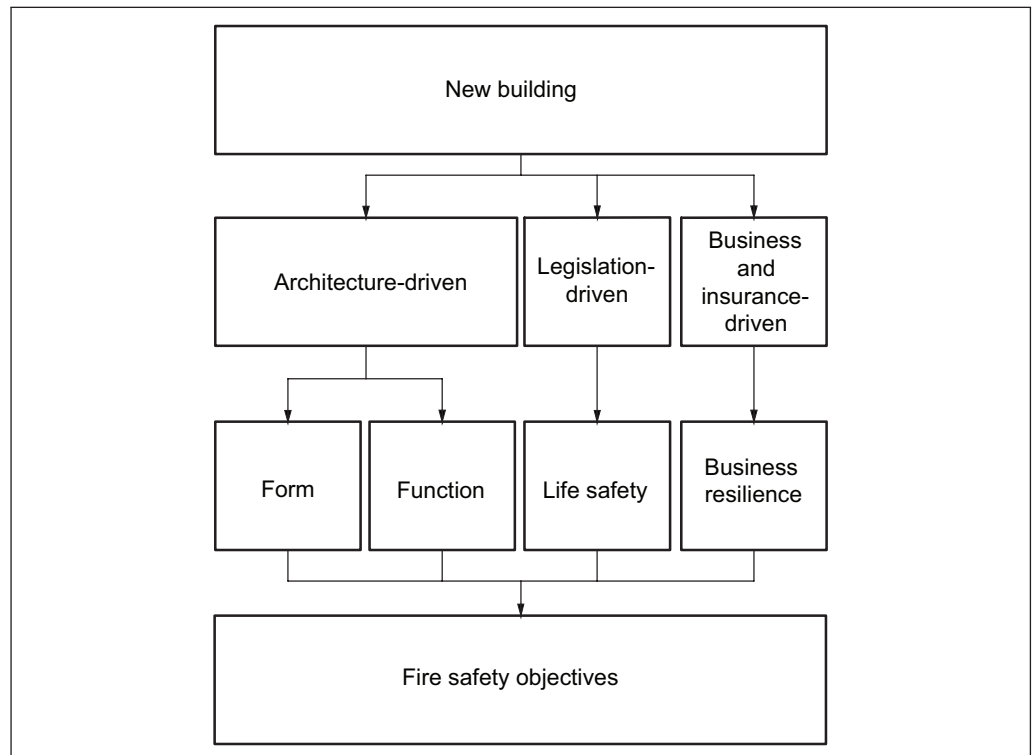 New building
Architecture-driven
Legislation-
driven
Business
and
insurance-
driven
Form
Function
Life safety
Business
resilience
Fire safety objectives